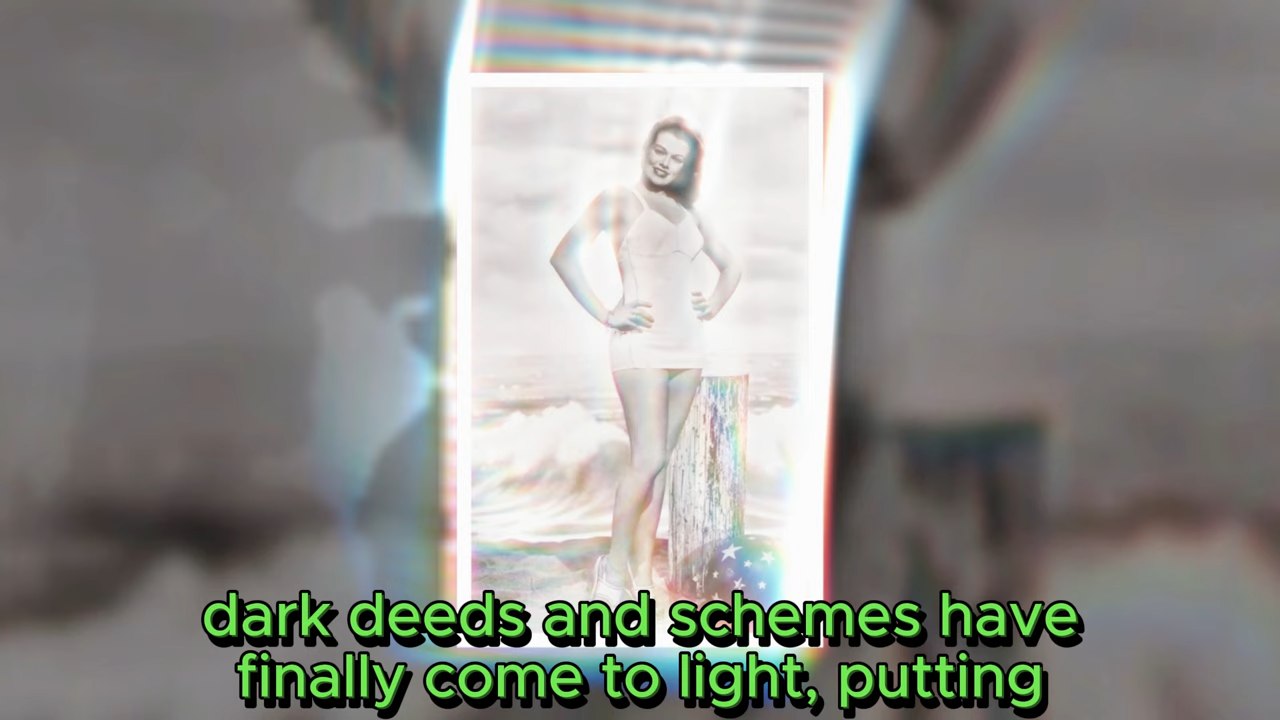 dark deeds and schemes have
finally come to light, putting